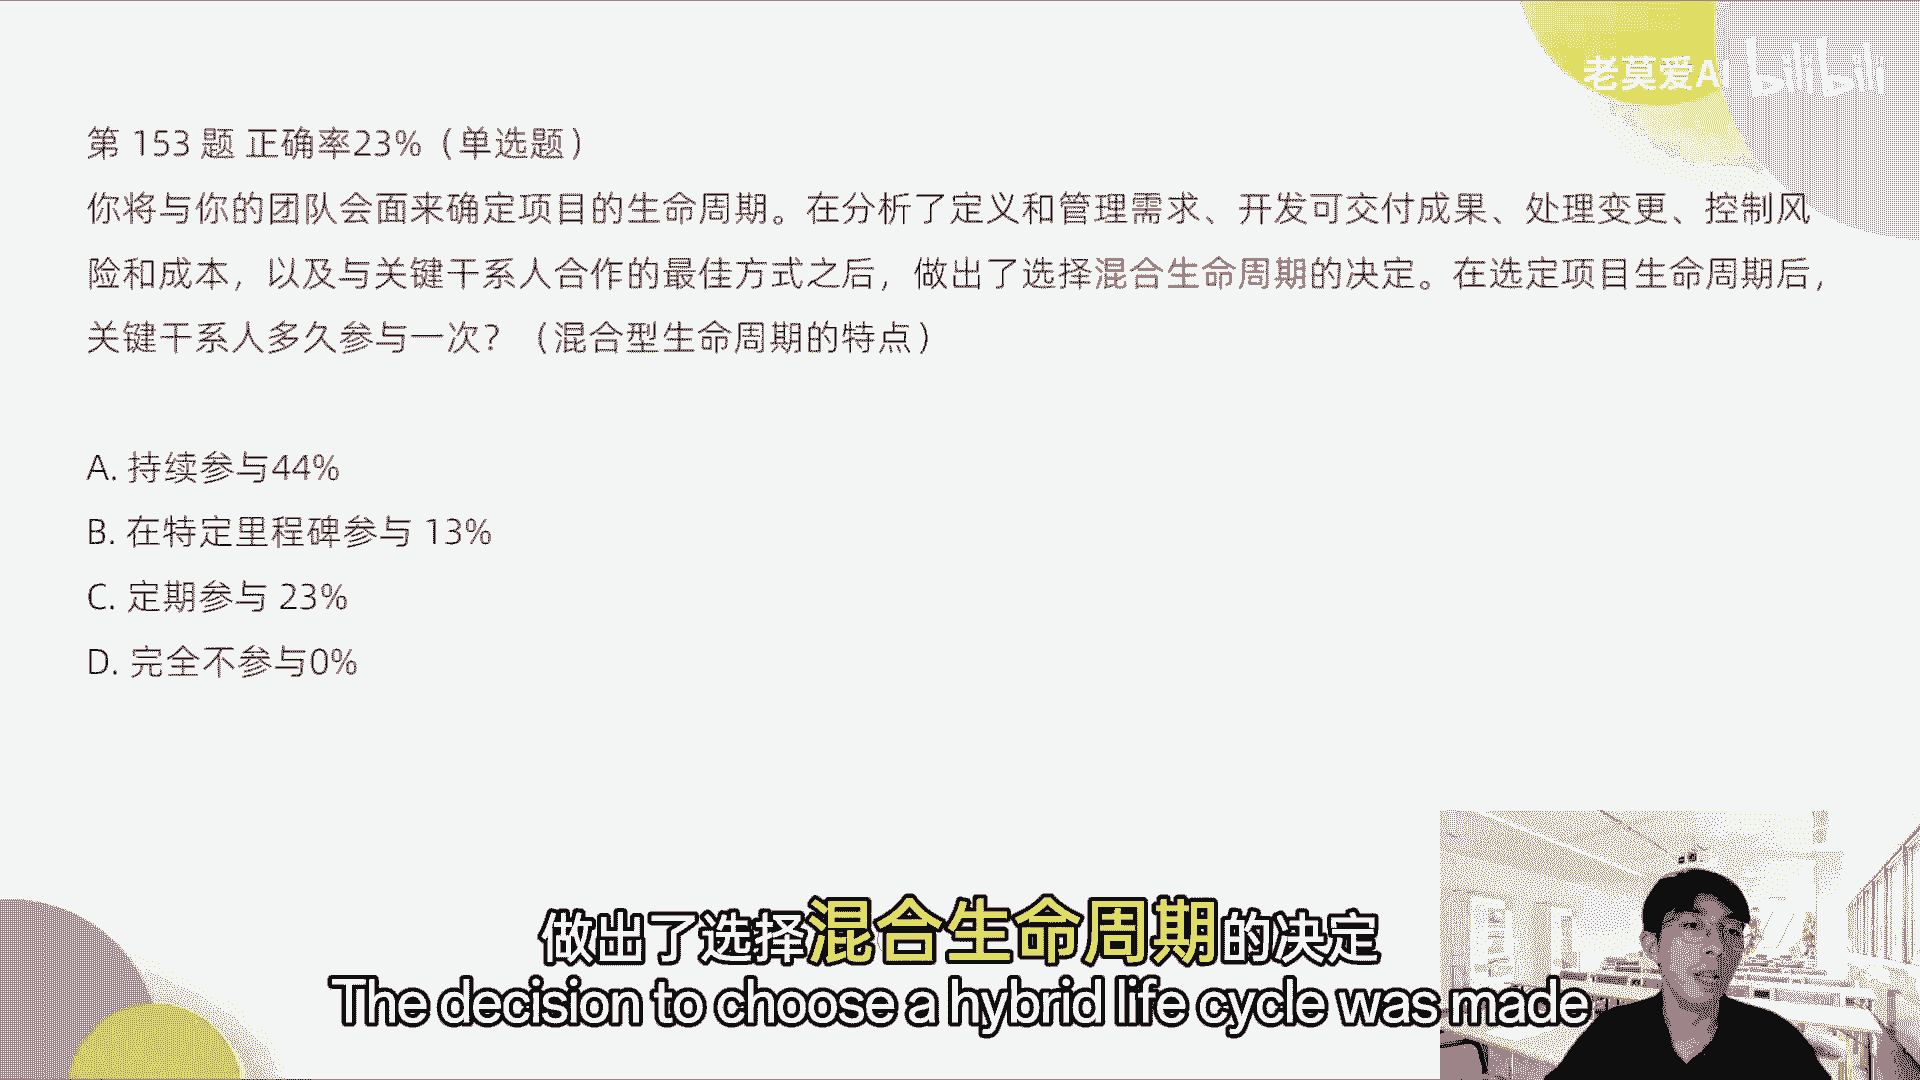 老莫爱AI bilibili
第 153 题 正确率23%（单选题）
你将与你的团队会面来确定项目的生命周期。在分析了定义和管理需求、开发可交付成果、处理变更、控制风
险和成本，以及与关键干系人合作的最佳方式之后，做出了选择混合生命周期的决定。在选定项目生命周期后，
关键干系人多久参与一次？（混合型生命周期的特点）
A. 持续参与44%
B. 在特定里程碑参与 13%
C. 定期参与 23%
D. 完全不参与0%
做出了选择混合生命周期的决定
The decision to choose a hybrid life cycle was made